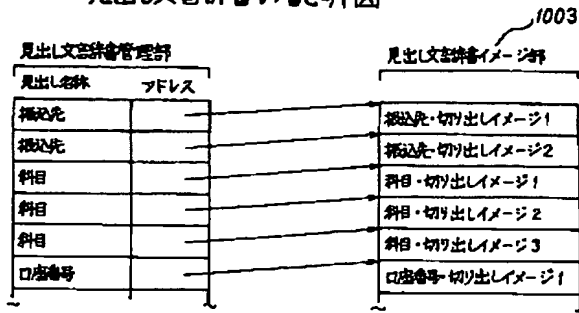 1003
見出し文言辞書管理部
見出し文言辞書イメージ部
見出し名称 アドレス
振込先
振込先
科目
科目
科目
口座番号
振込先・切り出しイメージ1
振込先・切り出しイメージ2
科目・切り出しイメージ1
科目・切り出しイメージ2
科目・切り出しイメージ3
口座番号・切り出しイメージ1